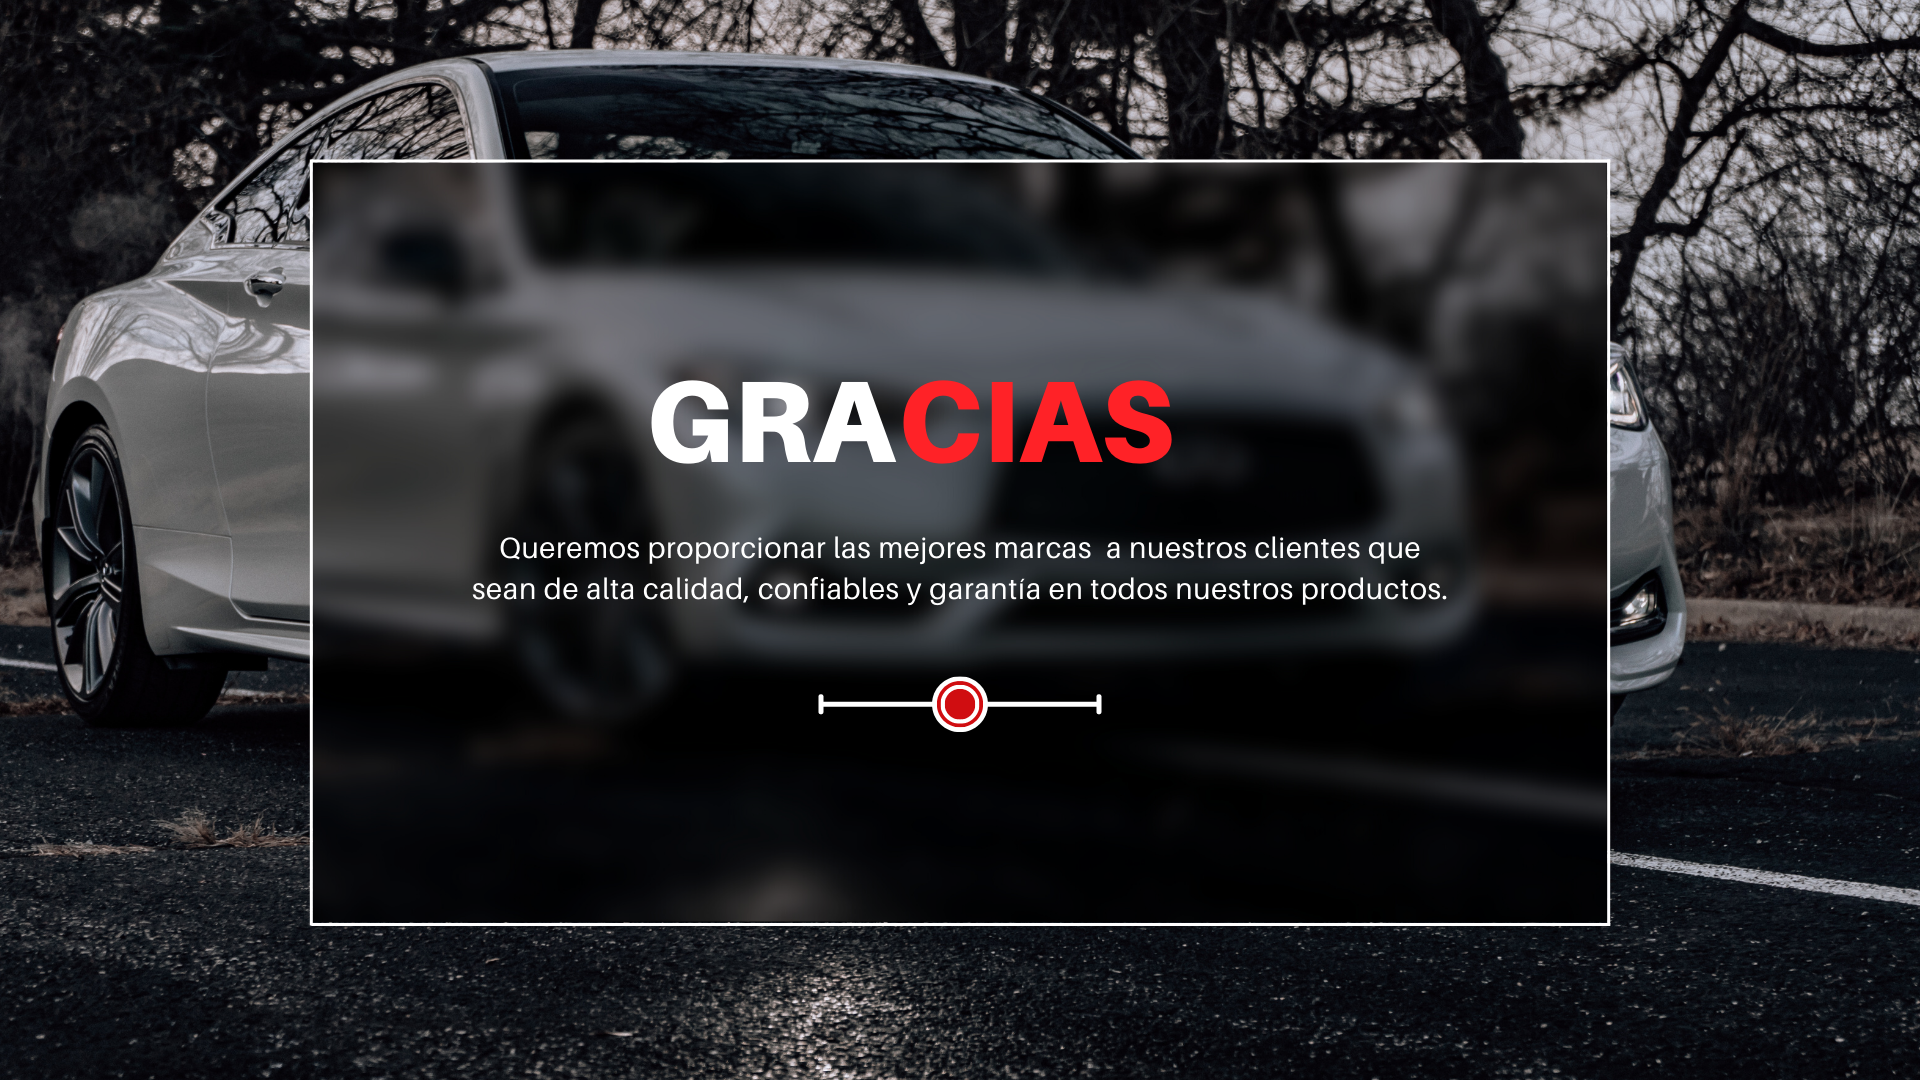 GRACIAS
Queremos proporcionar las mejores marcas  a nuestros clientes que
sean de alta calidad, confiables y garantía en todos nuestros productos.